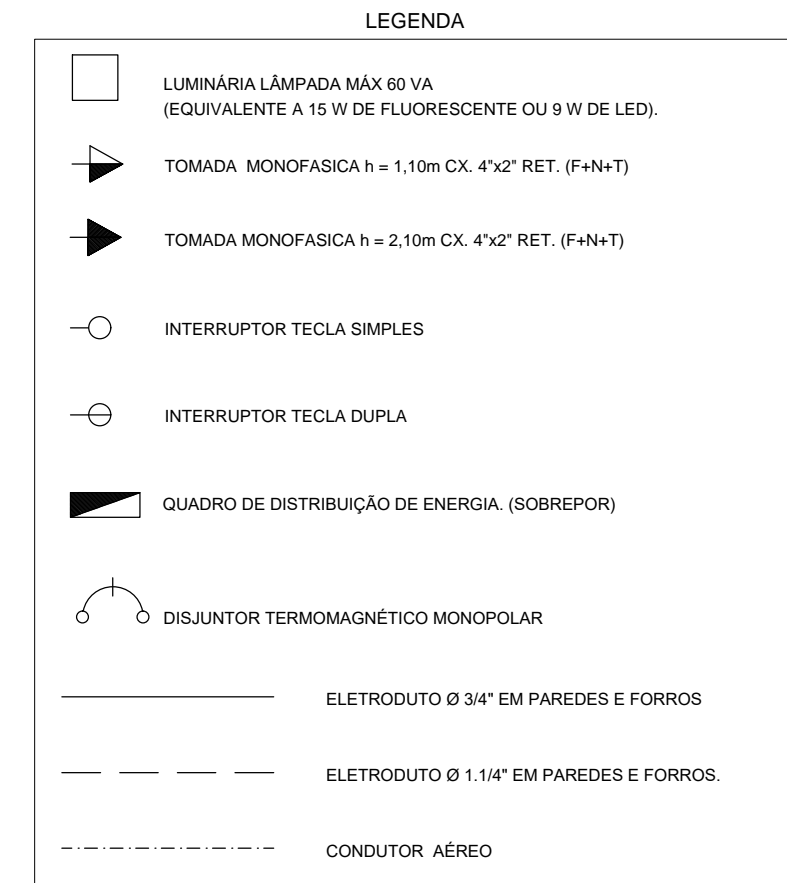 LEGENDA
LUMINÁRIA LÂMPADA MÁX 60 VA
(EQUIVALENTE A 15 W DE FLUORESCENTE OU 9 W DE LED).
TOMADA MONOFASICA h = 1,10m CX. 4"x2" RET. (F+N+T)
TOMADA MONOFASICA h = 2,10m CX. 4"x2" RET. (F+N+T)
INTERRUPTOR TECLA SIMPLES
INTERRUPTOR TECLA DUPLA
QUADRO DE DISTRIBUIÇÃO DE ENERGIA. (SOBREPOR)
DISJUNTOR TERMOMAGNÉTICO MONOPOLAR
ELETRODUTO Ø 3/4" EM PAREDES E FORROS
ELETRODUTO Ø 1.1/4" EM PAREDES E FORROS.
CONDUTOR AÉREO